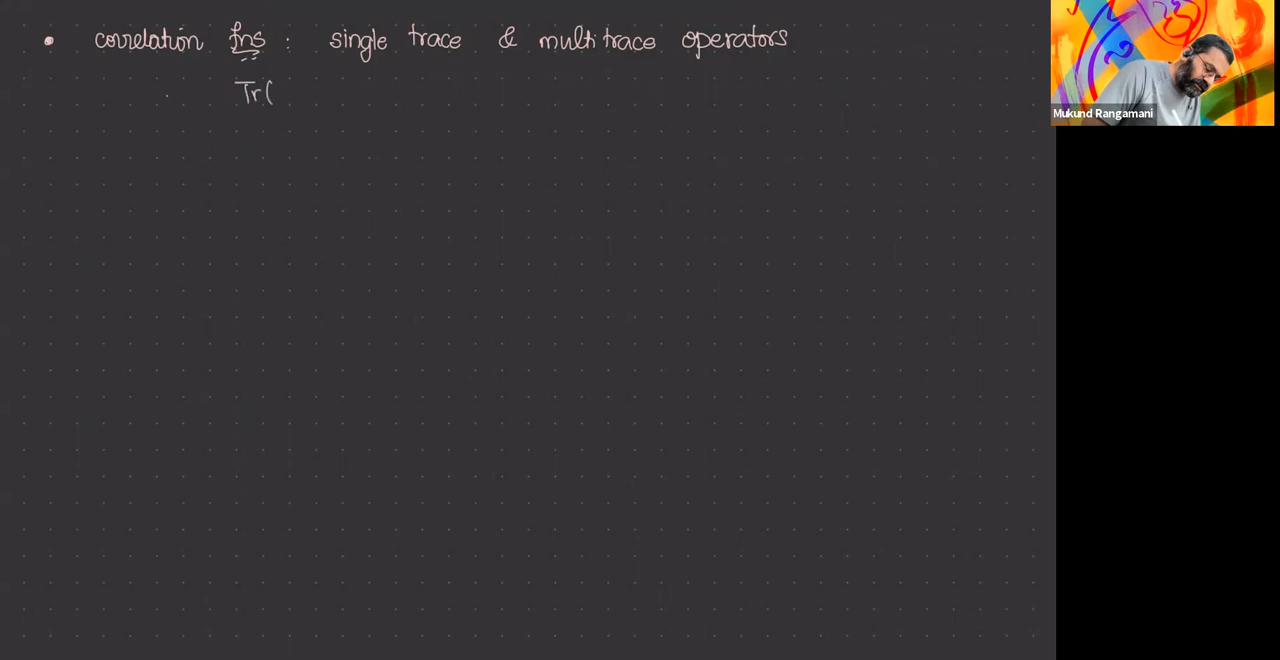 • correlation fns : single trace & multi trace operators
Tr(
Mukund Rangamani